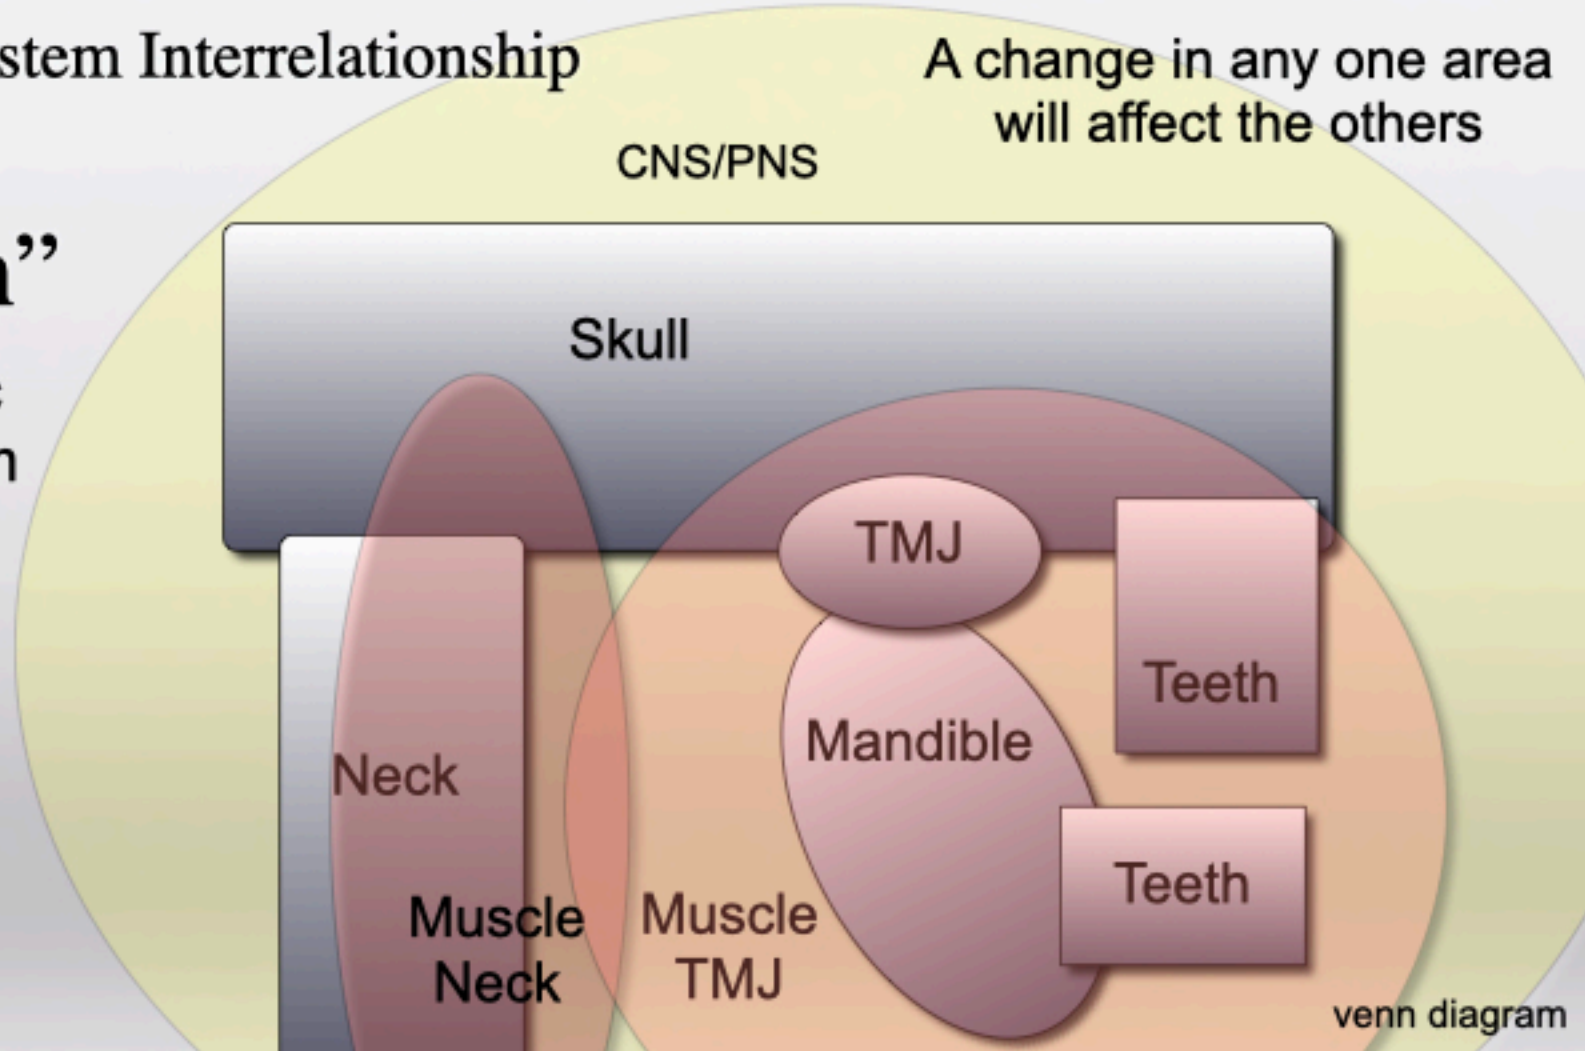 stem Interrelationship
A change in any one area
will affect the others
CNS/PNS
”
Skull
TMJ
Teeth
Mandible
Neck
Teeth
Muscle
Neck
Muscle
TMJ
venn diagram